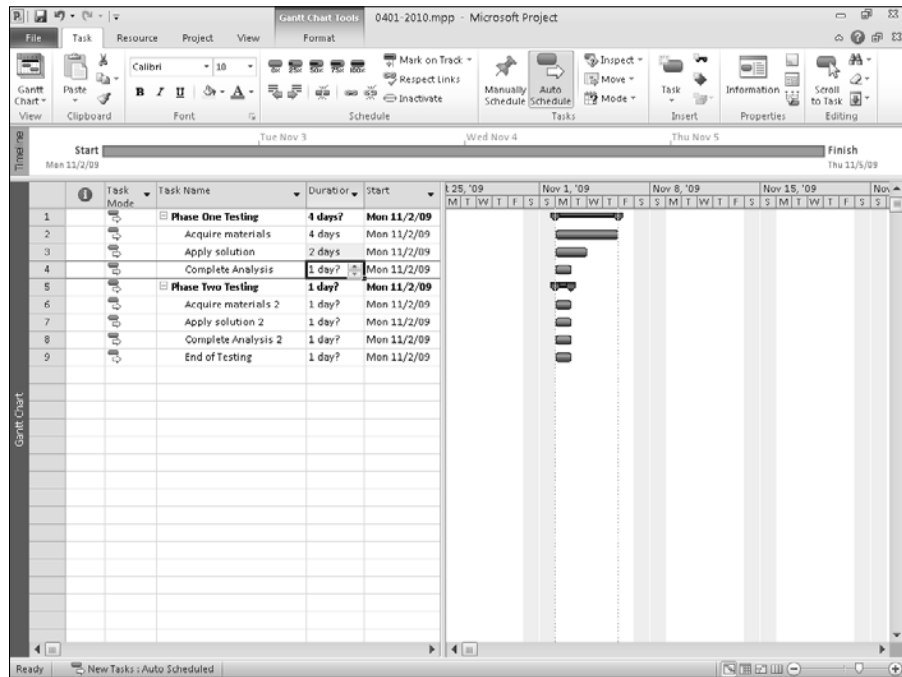 Gantt Chart Tools 0401-2010.mpp - Microsoft Project
File Task Resource Project View Format
Gantt Chart
Paste
Calibri 10
B I U A
Mark on Track
Respect Links
Inactivate
Manually Schedule
Auto Schedule
Inspect
Move
Mode
Task
Information
Scroll to Task
View Clipboard Font Schedule Tasks Insert Properties Editing
Timeline
Tue Nov 3 Wed Nov 4 Thu Nov 5
Start Finish
Mon 11/2/09 Thu 11/5/09
Task Mode Task Name Duration Start
t 25, '09 Nov 1, '09 Nov 8, '09 Nov 15, '09 Nov
M T W T F S S M T W T F S S M T W T F S S M T W T F S S
1 Phase One Testing 4 days? Mon 11/2/09
2 Acquire materials 4 days Mon 11/2/09
3 Apply solution 2 days Mon 11/2/09
4 Complete Analysis 1 day? Mon 11/2/09
5 Phase Two Testing 1 day? Mon 11/2/09
6 Acquire materials 2 1 day? Mon 11/2/09
7 Apply solution 2 1 day? Mon 11/2/09
8 Complete Analysis 2 1 day? Mon 11/2/09
9 End of Testing 1 day? Mon 11/2/09
Gantt Chart
Ready New Tasks : Auto Scheduled